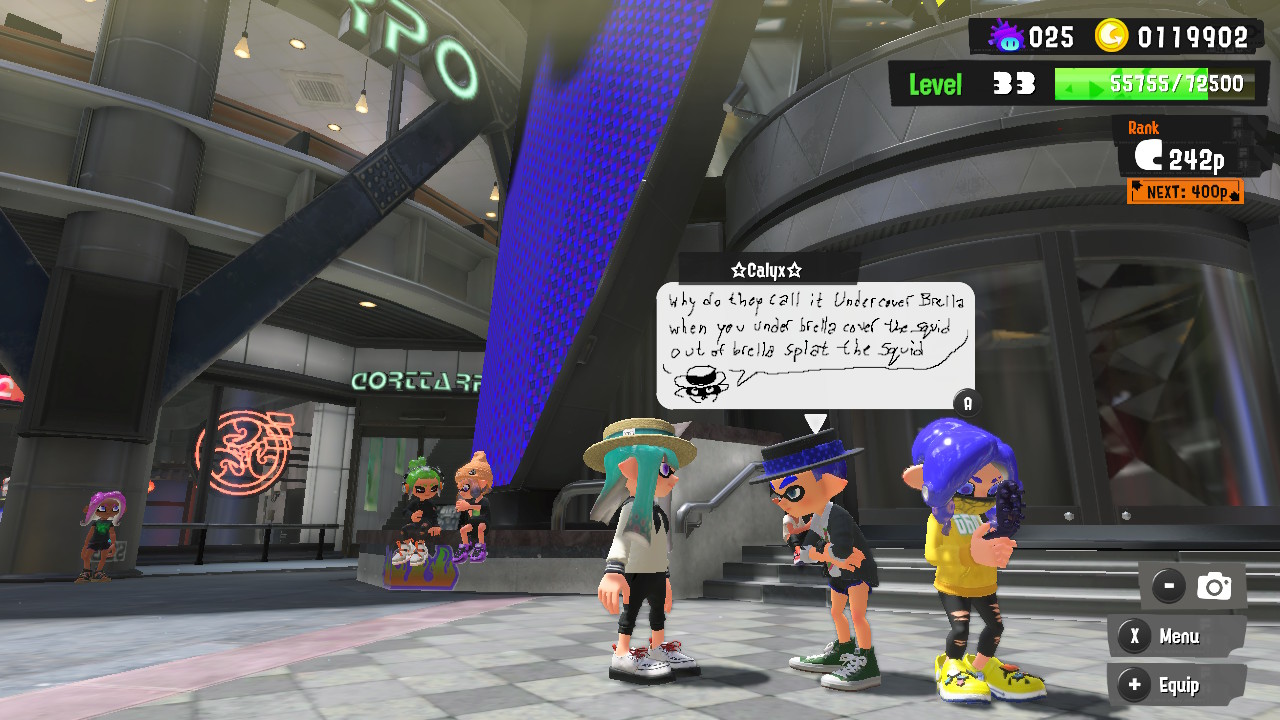 RPO
025 0119902
Level 33 55755/72500
Rank
242p
NEXT: 400p
☆Calyx☆
Why do they call it Undercover Brella
when you under brella cover the squid
out of brella splat the squid
A
- 
X Menu
+ Equip